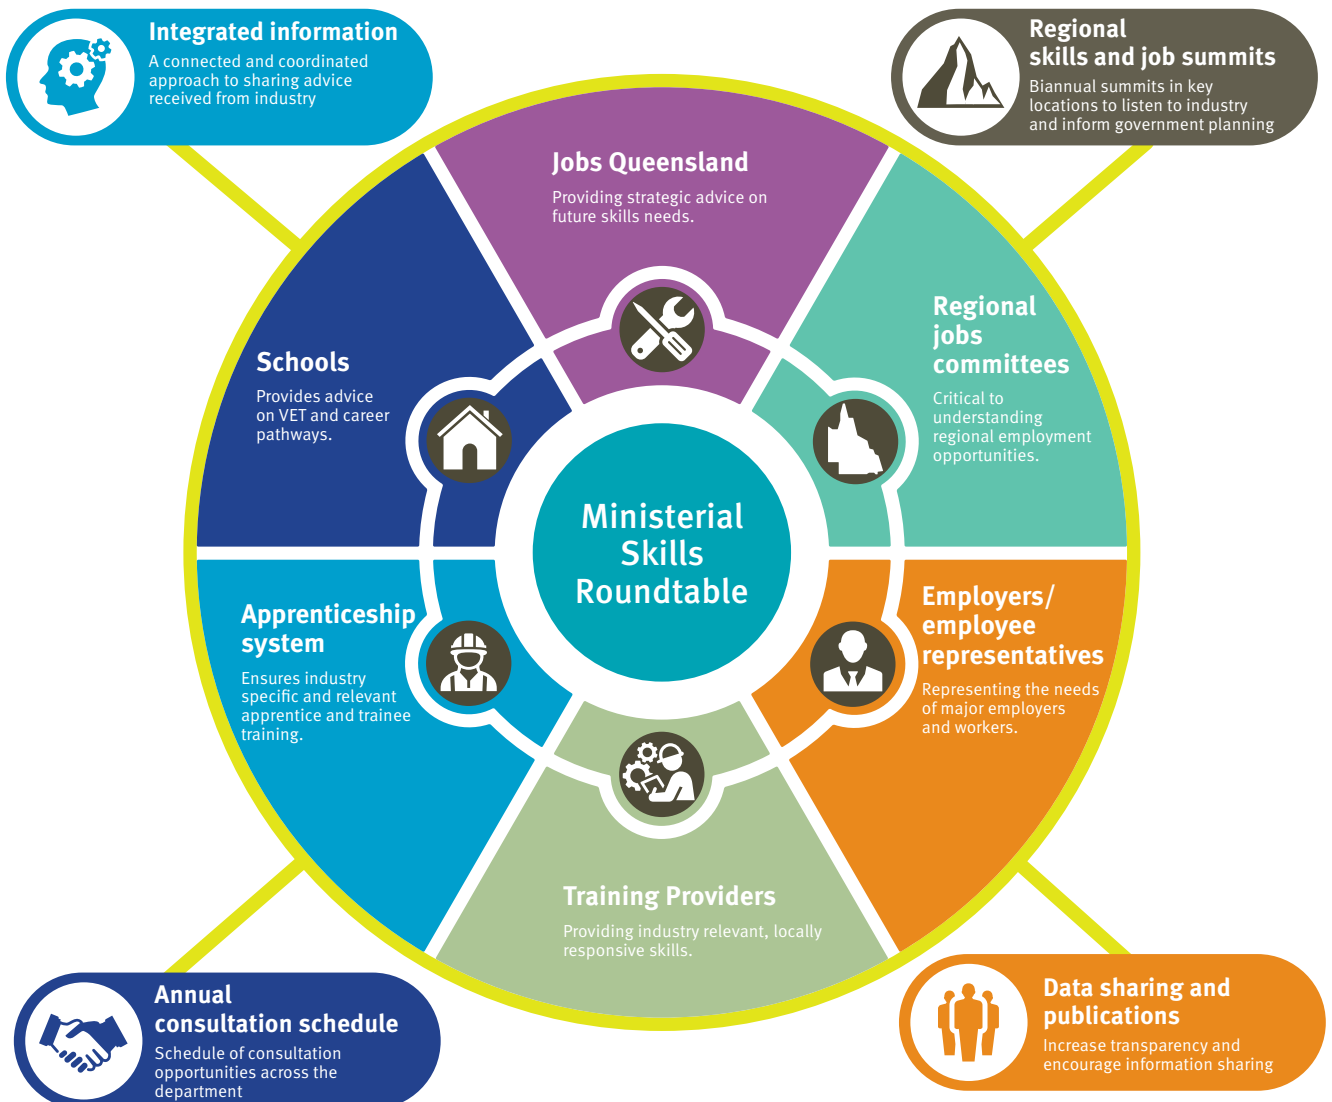 Integrated information
A connected and coordinated
approach to sharing advice
received from industry
Regional
skills and job summits
Biannual summits in key
locations to listen to industry
and inform government planning
Jobs Queensland
Providing strategic advice on
future skills needs.
Schools
Provides advice
on VET and career
pathways.
Regional
jobs
committees
Critical to
understanding
regional employment
opportunities.
Ministerial
Skills
Roundtable
Apprenticeship
system
Ensures industry
specific and relevant
apprentice and trainee
training.
Employers/
employee
representatives
Representing the needs
of major employers
and workers.
Training Providers
Providing industry relevant, locally
responsive skills.
Annual
consultation schedule
Schedule of consultation
opportunities across the
department
Data sharing and
publications
Increase transparency and
encourage information sharing